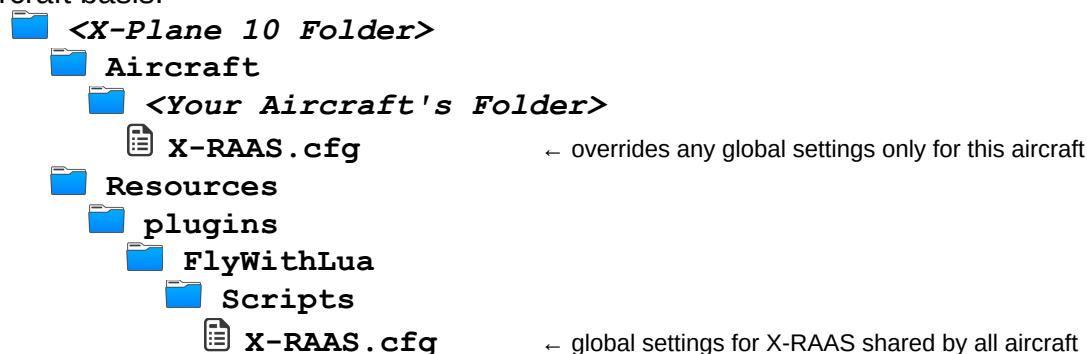 rcraft basis:
<X-Plane 10 Folder>
Aircraft
<Your Aircraft's Folder>
X-RAAS.cfg ← overrides any global settings only for this aircraft
Resources
plugins
FlyWithLua
Scripts
X-RAAS.cfg ← global settings for X-RAAS shared by all aircraft